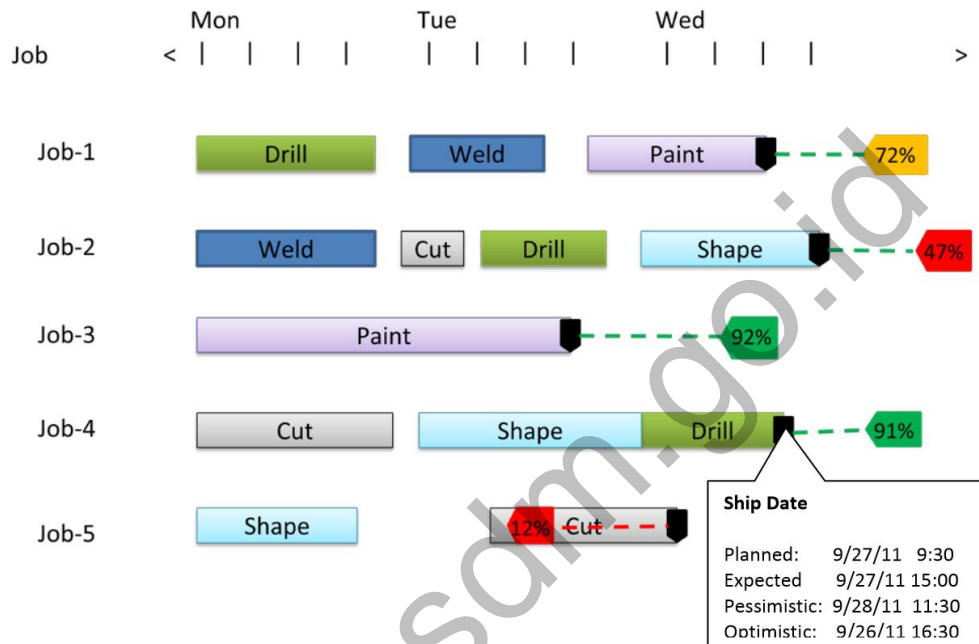 Mon Tue Wed
Job < | | | | | | | | | | | | >
Job-1 Drill Weld Paint 72%
Job-2 Weld Cut Drill Shape 47%
Job-3 Paint 92%
Job-4 Cut Shape Drill 91%
Job-5 Shape 12% Cut
Ship Date
Planned: 9/27/11 9:30
Expected 9/27/11 15:00
Pessimistic: 9/28/11 11:30
Optimistic: 9/26/11 16:30
sdm.go.id